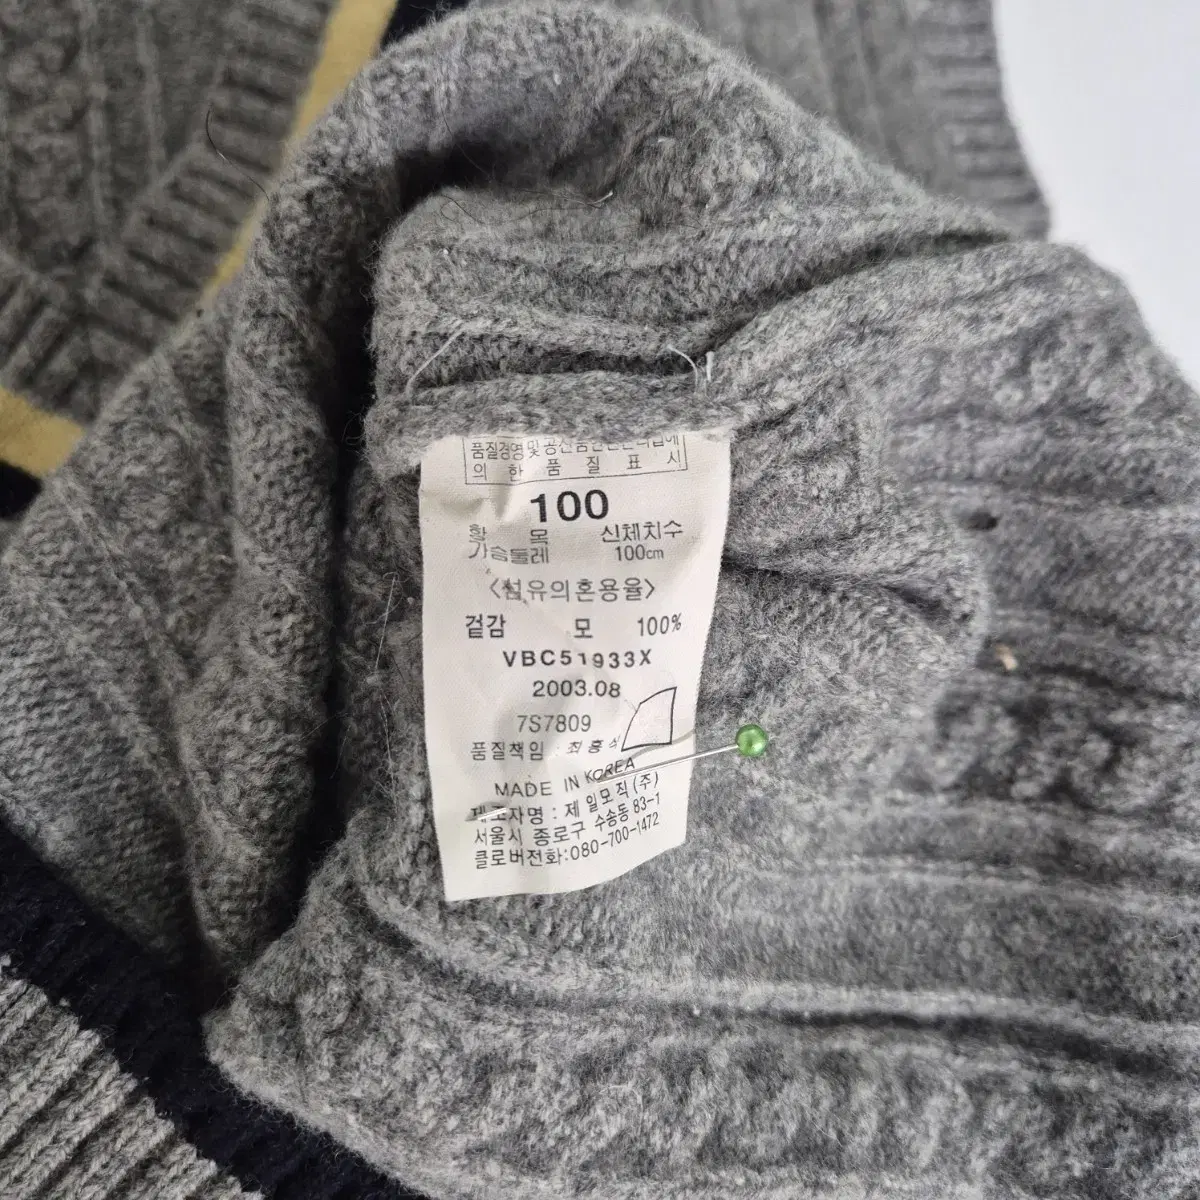 품질경영및공산품안전관리법에
의 한 품 질 표 시
100
항 목 신체치수
가슴둘레 100cm
<섬유의혼용율>
겉감 모 100%
VBC51933X
2003.08
7S7809
품질책임 : 최홍석
MADE IN KOREA
제조자명 : 제일모직(주)
서울시 종로구 수송동 83-1
클로버전화:080-700-1472